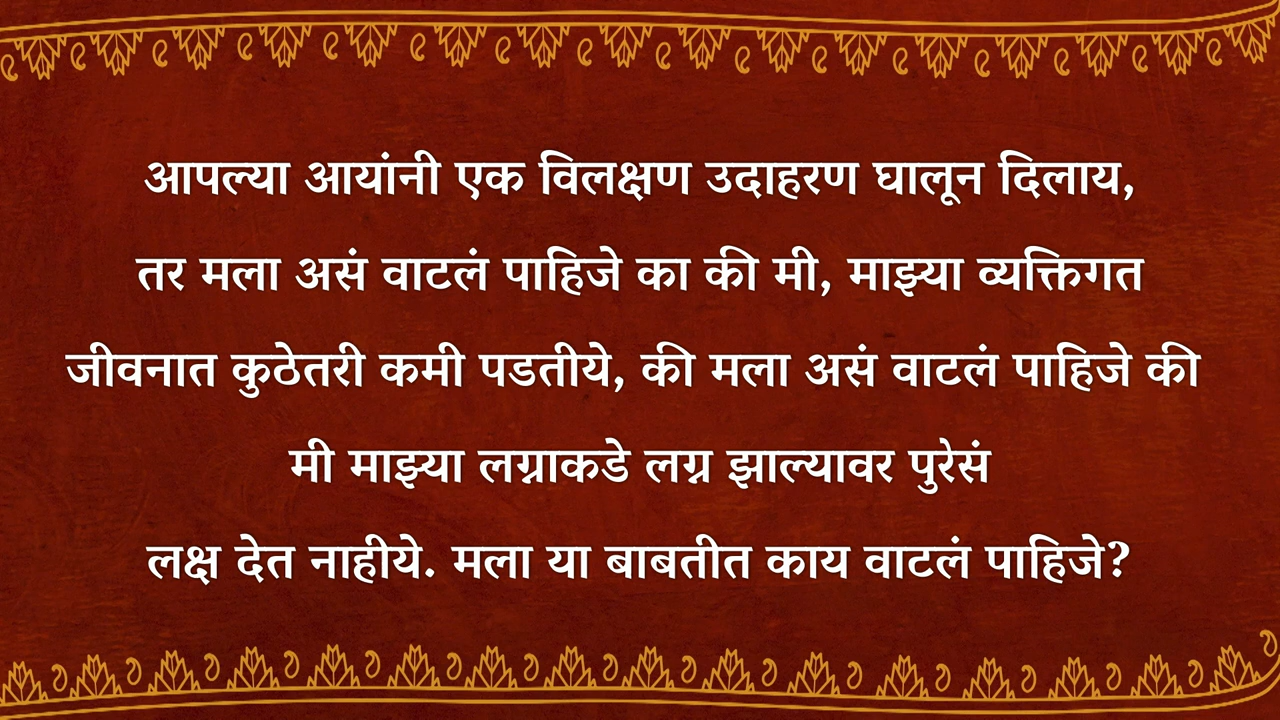 आपल्या आयांनी एक विलक्षण उदाहरण घालून दिलाय,
तर मला असं वाटलं पाहिजे का की मी, माझ्या व्यक्तिगत
जीवनात कुठेतरी कमी पडतीये, की मला असं वाटलं पाहिजे की
मी माझ्या लग्नाकडे लग्न झाल्यावर पुरेसं
लक्ष देत नाहीये. मला या बाबतीत काय वाटलं पाहिजे?